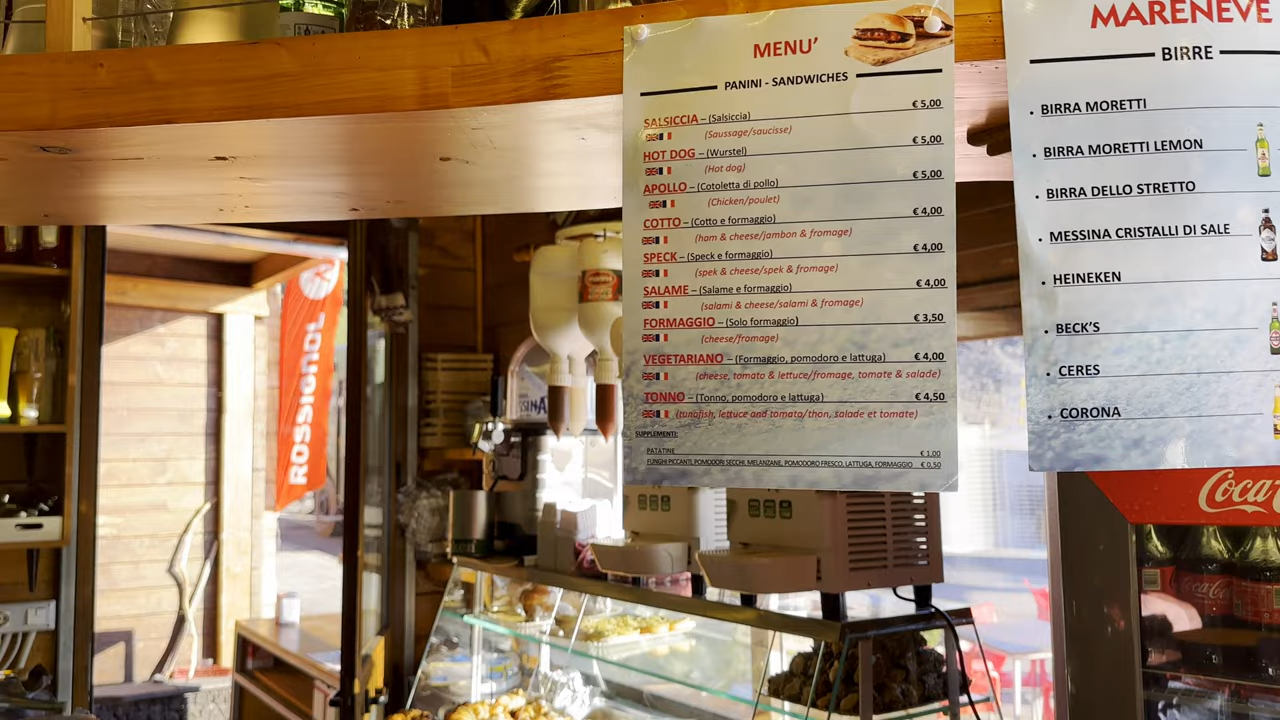 MENU'
PANINI - SANDWICHES
SALSICCIA – (Salsiccia) € 5,00
(Saussage/saucisse)
HOT DOG – (Wurstel) € 5,00
(Hot dog)
APOLLO – (Cotoletta di pollo) € 5,00
(Chicken/poulet)
COTTO – (Cotto e formaggio) € 4,00
(ham & cheese/jambon & fromage)
SPECK – (Speck e formaggio) € 4,00
(spek & cheese/spek & fromage)
SALAME – (Salame e formaggio) € 4,00
(salami & cheese/salami & fromage)
FORMAGGIO – (Solo formaggio) € 3,50
(cheese/fromage)
VEGETARIANO – (Formaggio, pomodoro e lattuga) € 4,00
(cheese, tomato & lettuce/fromage, tomate & salade)
TONNO – (Tonno, pomodoro e lattuga) € 4,50
(tunafish, lettuce and tomato/thon, salade et tomate)
SUPPLEMENTI:
PATATINE € 1.00
FUNGHI PICCANTI, POMODORI SECCHI, MELANZANE, POMODORO FRESCO, LATTUGA, FORMAGGIO € 0,50
MARENEVE
BIRRE
• BIRRA MORETTI
• BIRRA MORETTI LEMON
• BIRRA DELLO STRETTO
• MESSINA CRISTALLI DI SALE
• HEINEKEN
• BECK'S
• CERES
• CORONA
ROSSIGNOL
Coca